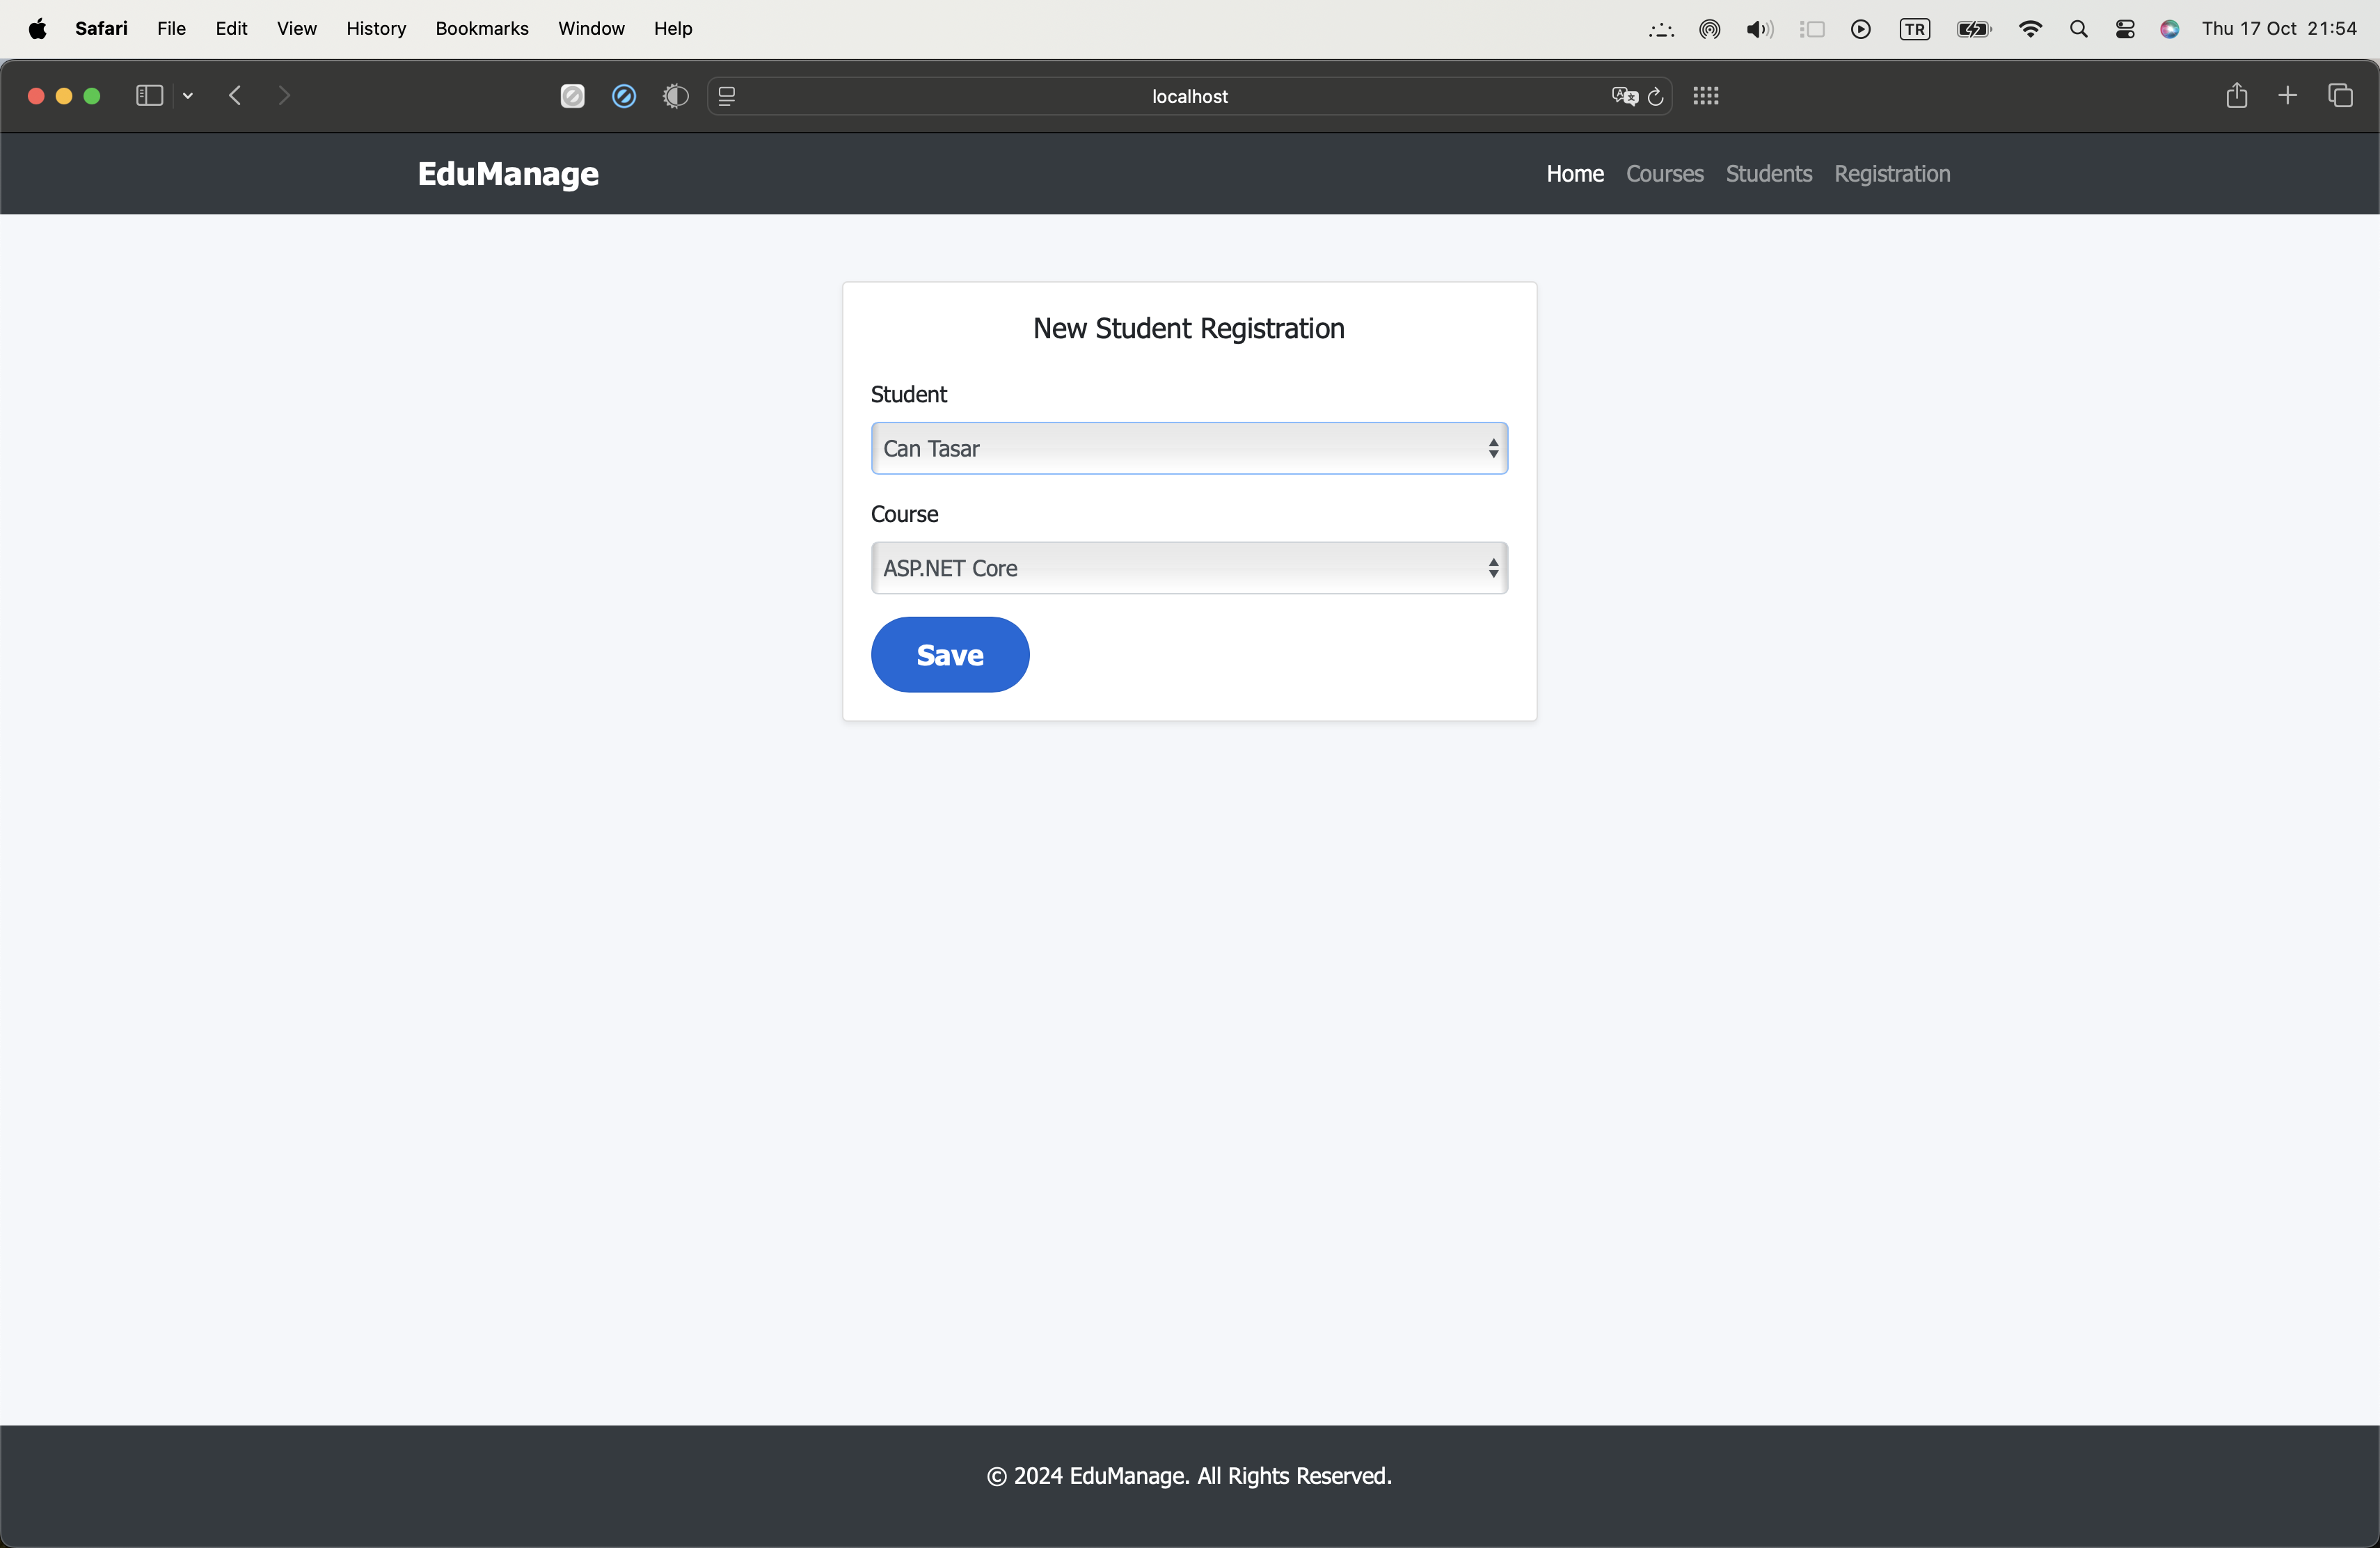 Safari File Edit View History Bookmarks Window Help TR Thu 17 Oct 21:54
localhost
EduManage Home Courses Students Registration
New Student Registration
Student
Can Tasar
Course
ASP.NET Core
Save
© 2024 EduManage. All Rights Reserved.